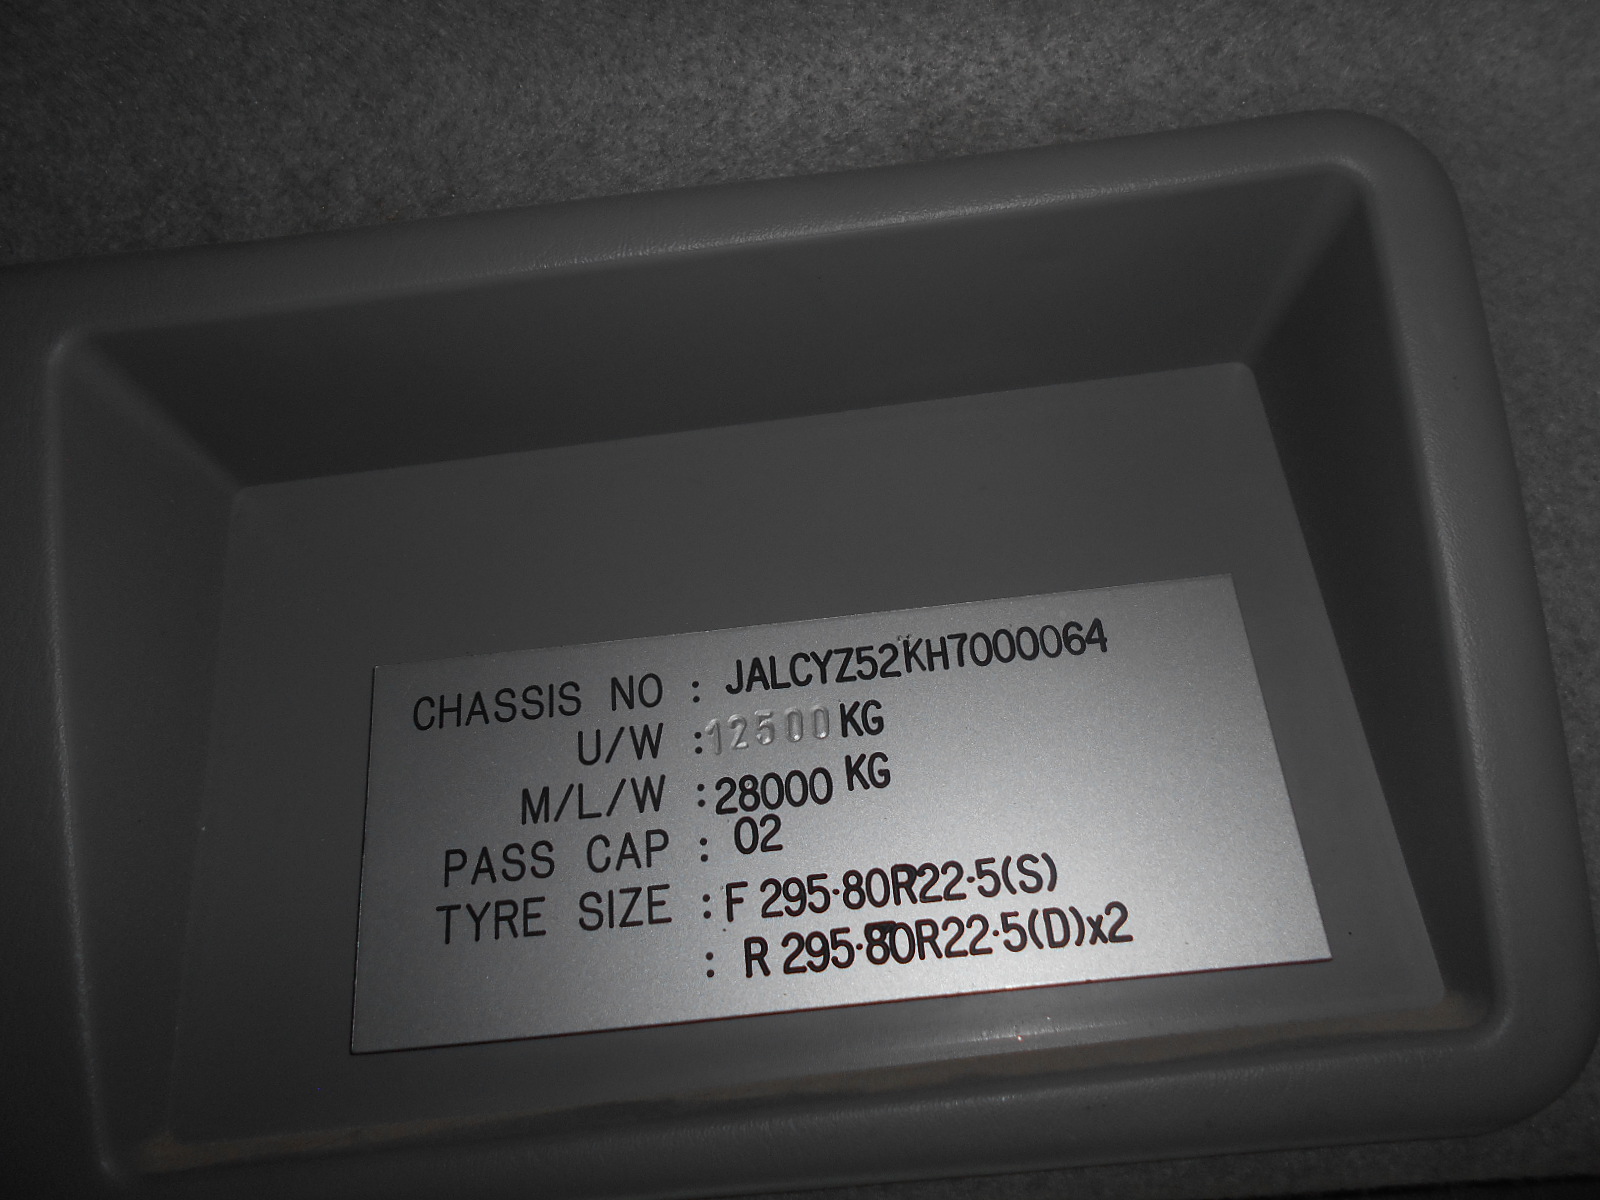 CHASSIS NO : JALCYZ52KH7000064
U/W :12500 KG
M/L/W :28000 KG
PASS CAP : 02
TYRE SIZE :F 295·80R22·5(S)
: R 295·80R22·5(D)x2